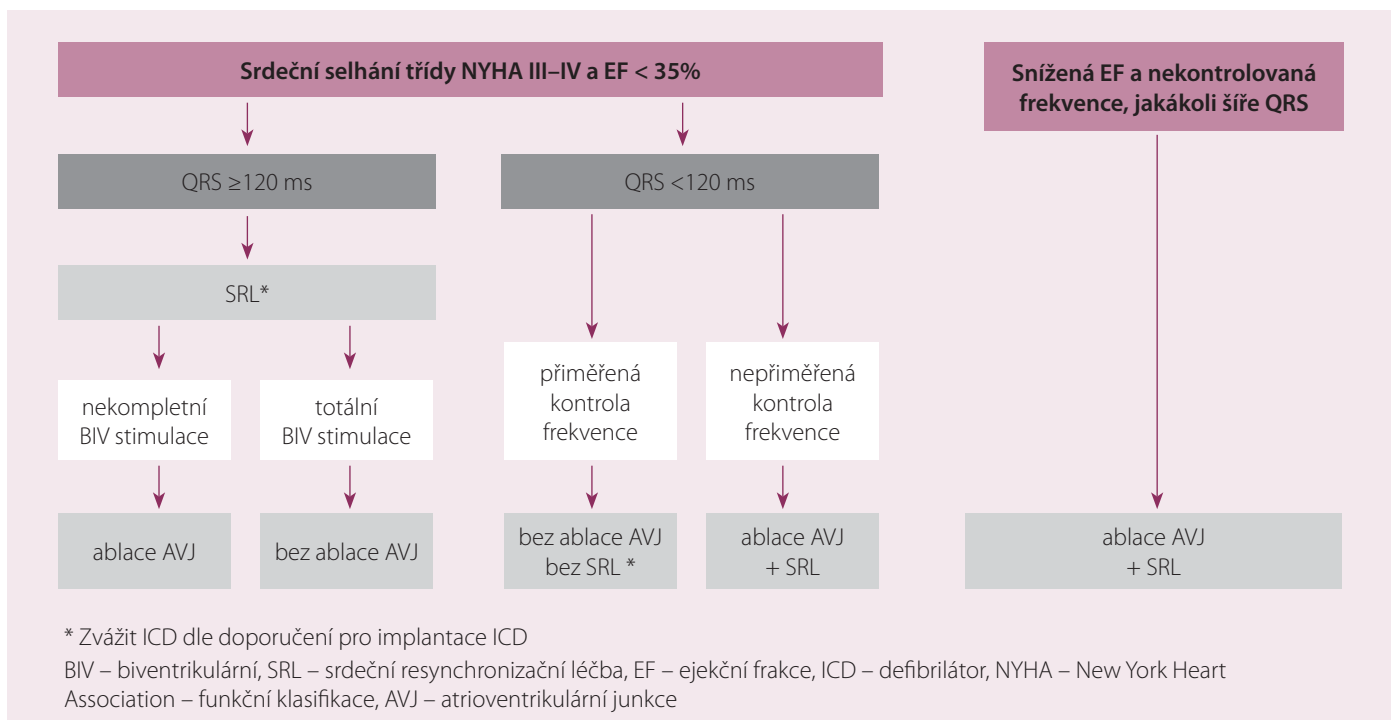 Srdeční selhání třídy NYHA III–IV a EF < 35%
Snížená EF a nekontrolovaná
frekvence, jakákoli šíře QRS
QRS ≥120 ms
QRS <120 ms
SRL*
nekompletní
BIV stimulace
totální
BIV stimulace
přiměřená
kontrola
frekvence
nepřiměřená
kontrola
frekvence
ablace AVJ
bez ablace AVJ
bez ablace AVJ
bez SRL *
ablace AVJ
+ SRL
ablace AVJ
+ SRL
* Zvážit ICD dle doporučení pro implantace ICD
BIV – biventrikulární, SRL – srdeční resynchronizační léčba, EF – ejekční frakce, ICD – defibrilátor, NYHA – New York Heart
Association – funkční klasifikace, AVJ – atrioventrikulární junkce